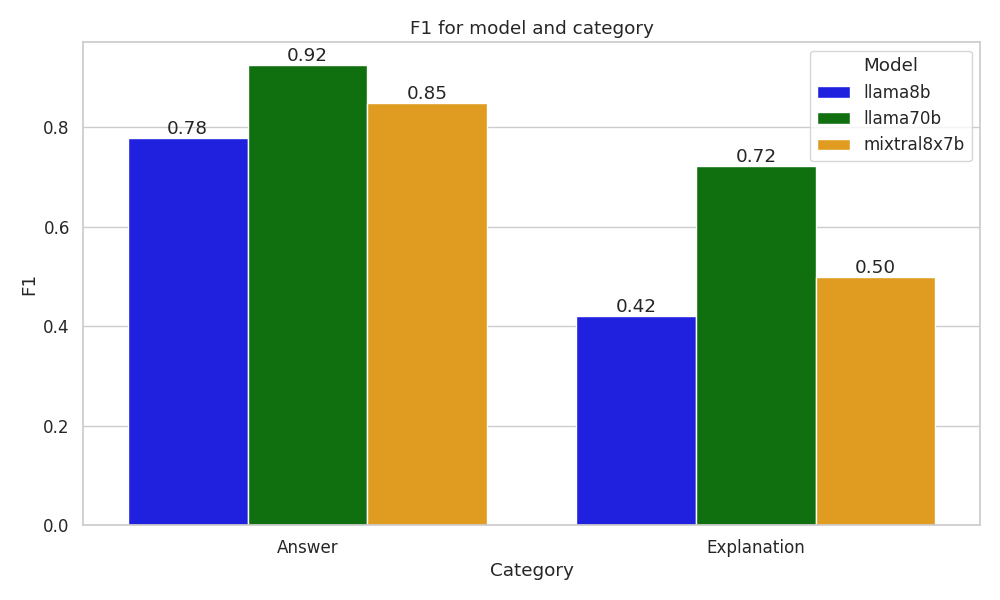 F1 for model and category
0.92
0.85
0.78
0.72
0.50
0.42
Model
llama8b
llama70b
mixtral8x7b
F1
0.8
0.6
0.4
0.2
0.0
Answer
Explanation
Category